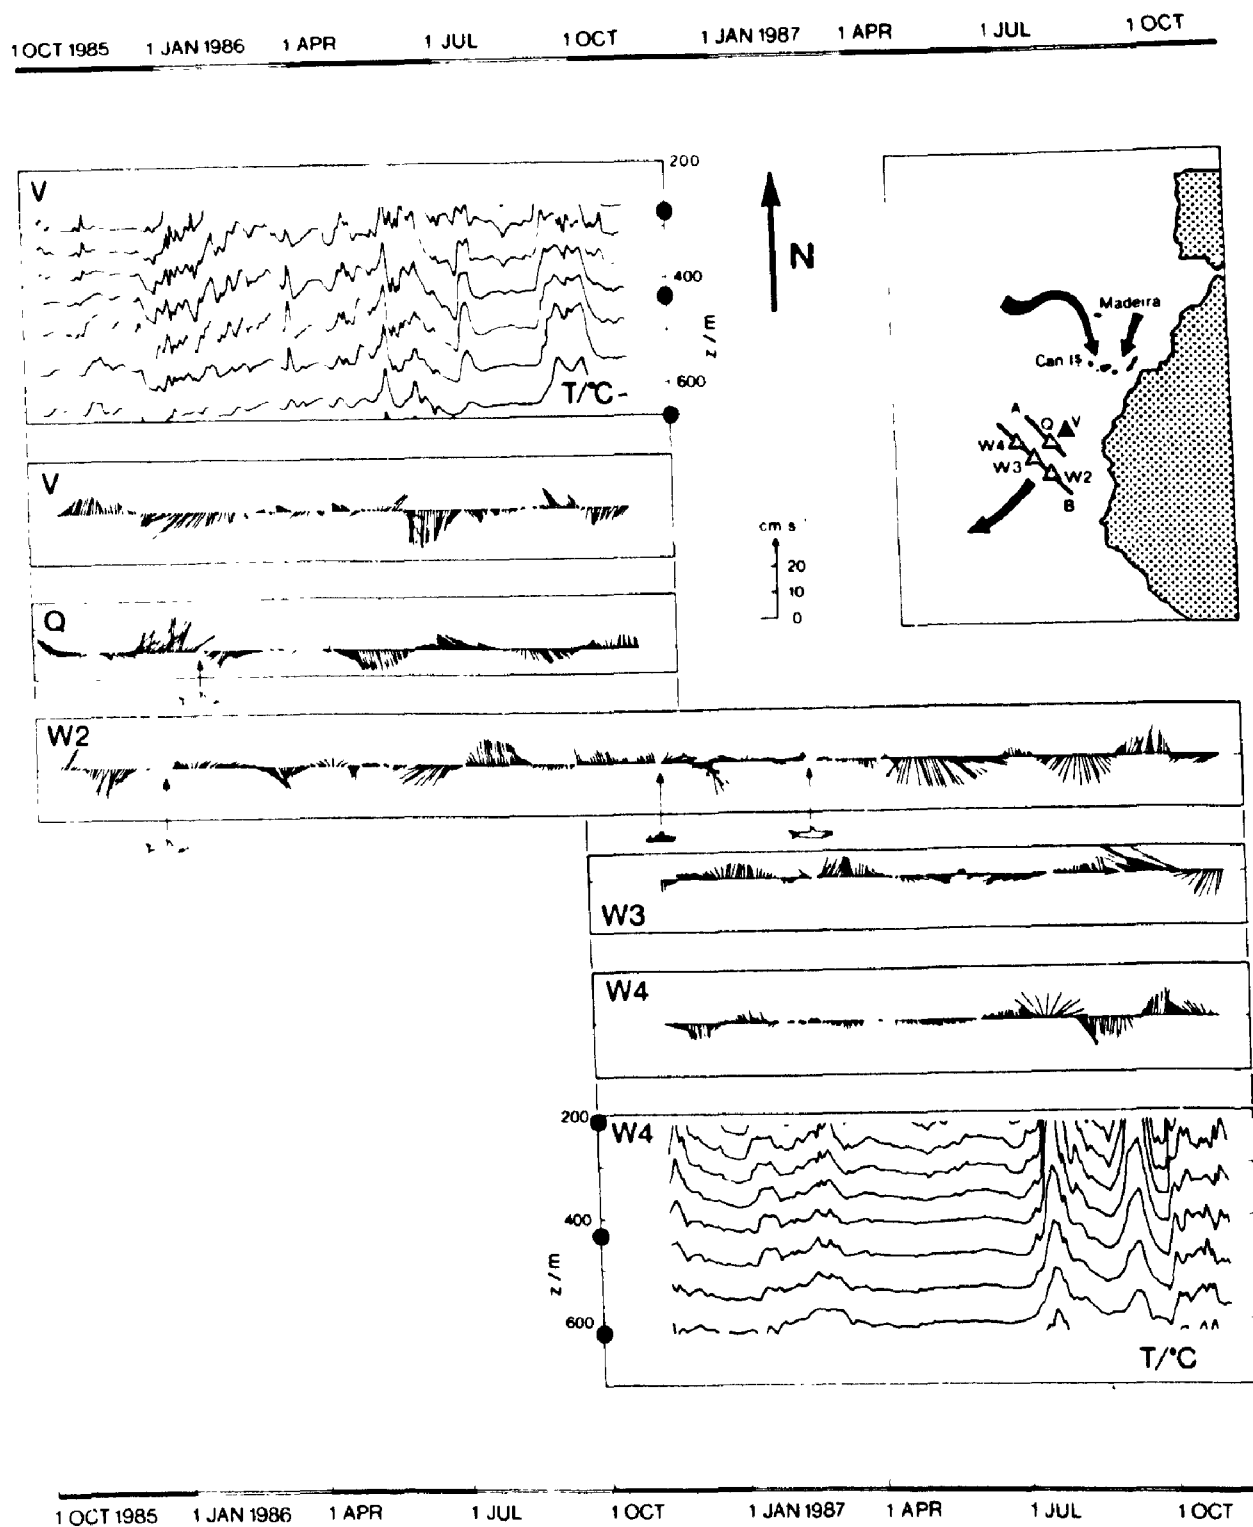 1 OCT 1985 1 JAN 1986 1 APR 1 JUL 1 OCT 1 JAN 1987 1 APR 1 JUL 1 OCT
V
200
400
z/m
600
T/°C
N
Madeira
Can Is
A
Q
V
W4
W3
W2
B
V
cm s
20
10
0
Q
W2
W3
W4
200
W4
400
z/m
600
T/°C
1 OCT 1985 1 JAN 1986 1 APR 1 JUL 1 OCT 1 JAN 1987 1 APR 1 JUL 1 OCT